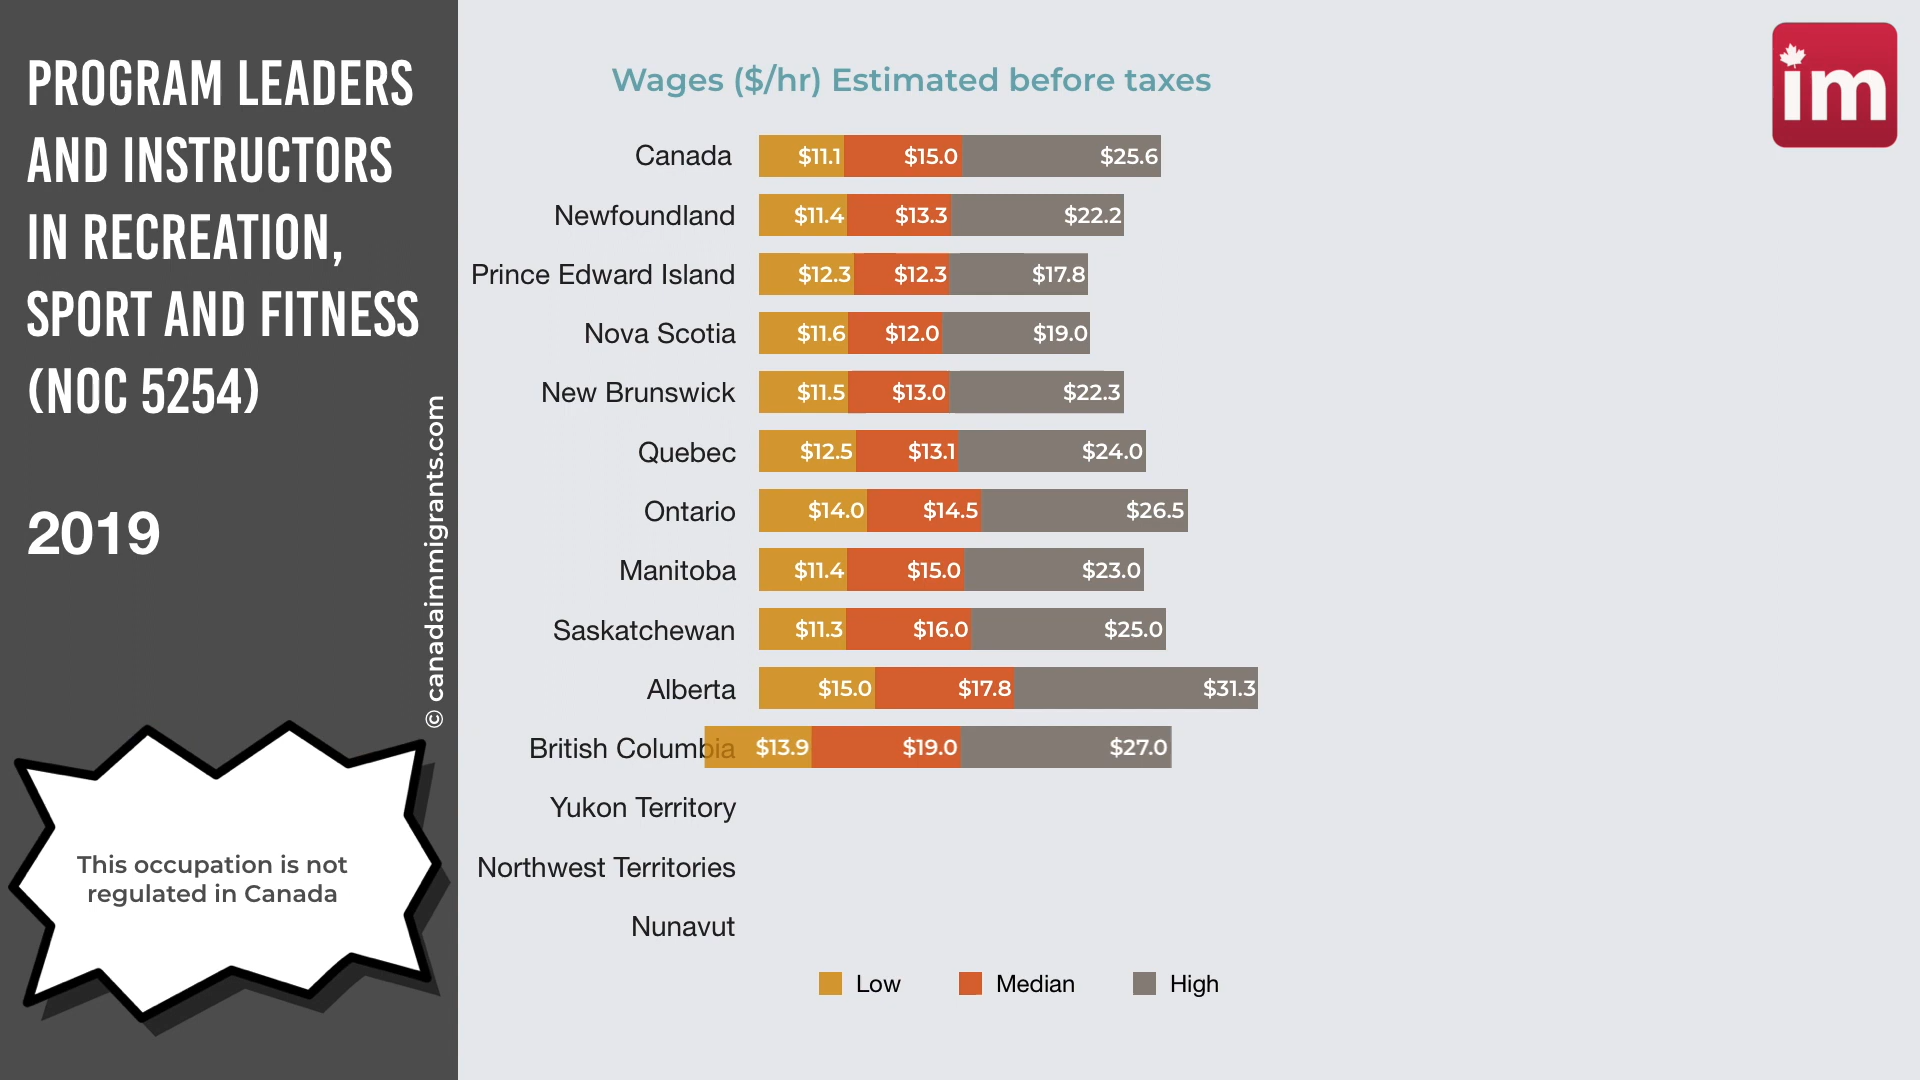 PROGRAM LEADERS
AND INSTRUCTORS
IN RECREATION,
SPORT AND FITNESS
(NOC 5254)
2019
© canadaimmigrants.com
This occupation is not
regulated in Canada
im
Wages ($/hr) Estimated before taxes
Canada $11.1 $15.0 $25.6
Newfoundland $11.4 $13.3 $22.2
Prince Edward Island $12.3 $12.3 $17.8
Nova Scotia $11.6 $12.0 $19.0
New Brunswick $11.5 $13.0 $22.3
Quebec $12.5 $13.1 $24.0
Ontario $14.0 $14.5 $26.5
Manitoba $11.4 $15.0 $23.0
Saskatchewan $11.3 $16.0 $25.0
Alberta $15.0 $17.8 $31.3
British Columbia $13.9 $19.0 $27.0
Yukon Territory
Northwest Territories
Nunavut
Low Median High